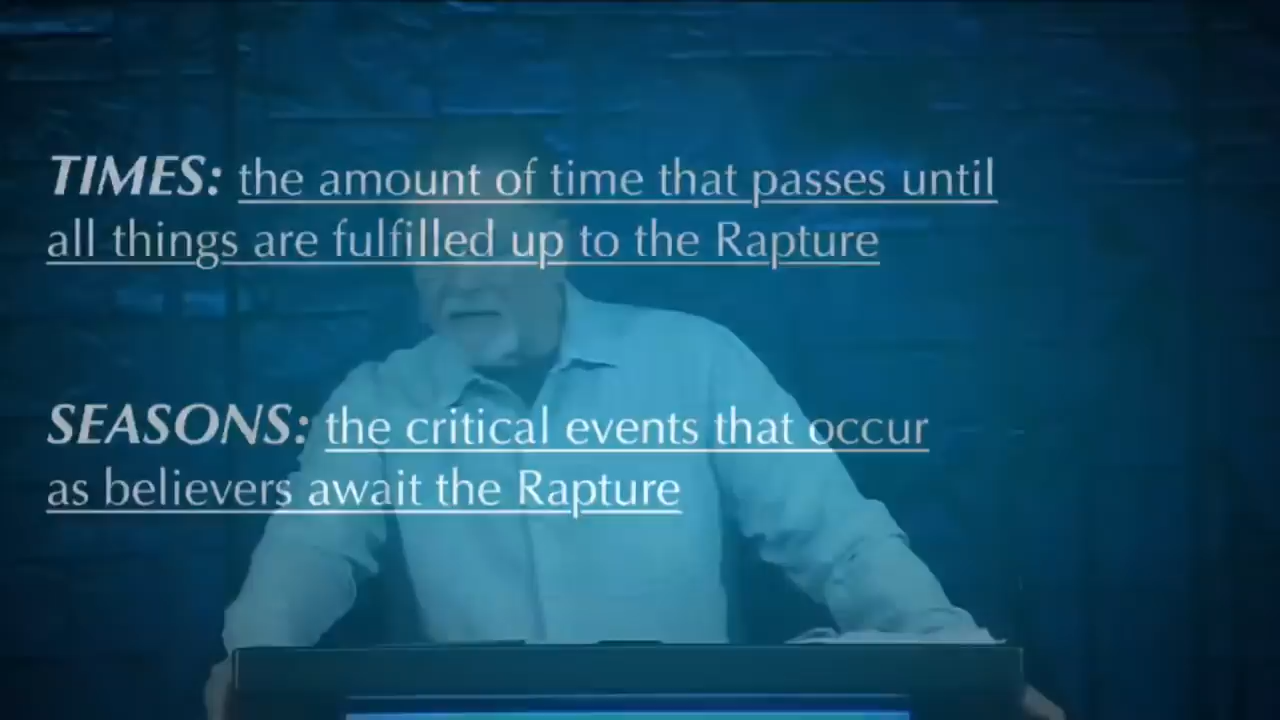 TIMES: the amount of time that passes until
all things are fulfilled up to the Rapture
SEASONS: the critical events that occur
as believers await the Rapture